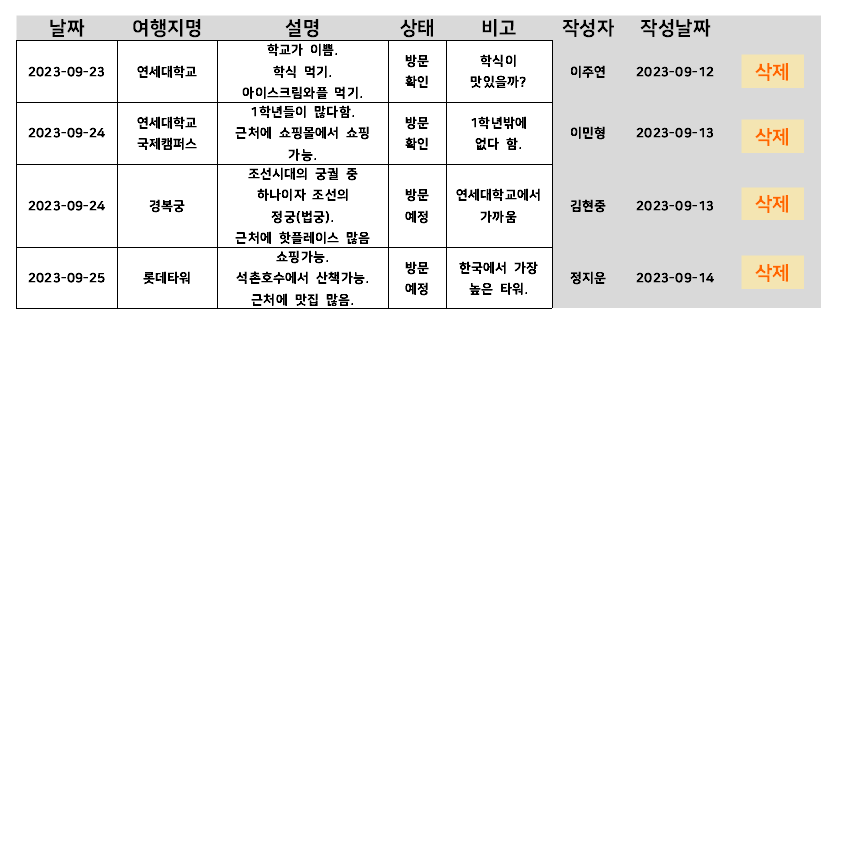 날짜 여행지명 설명 상태 비고 작성자 작성날짜
2023-09-23
연세대학교
학교가 이쁨.
학식 먹기.
아이스크림와플 먹기.
방문
확인
학식이
맛있을까?
이주연
2023-09-12
삭제
2023-09-24
연세대학교
국제캠퍼스
1학년들이 많다함.
근처에 쇼핑몰에서 쇼핑
가능.
방문
확인
1학년밖에
없다 함.
이민형
2023-09-13
삭제
2023-09-24
경복궁
조선시대의 궁궐 중
하나이자 조선의
정궁(법궁).
근처에 핫플레이스 많음
방문
예정
연세대학교에서
가까움
김현중
2023-09-13
삭제
2023-09-25
롯데타워
쇼핑가능.
석촌호수에서 산책가능.
근처에 맛집 많음.
방문
예정
한국에서 가장
높은 타워.
정지운
2023-09-14
삭제